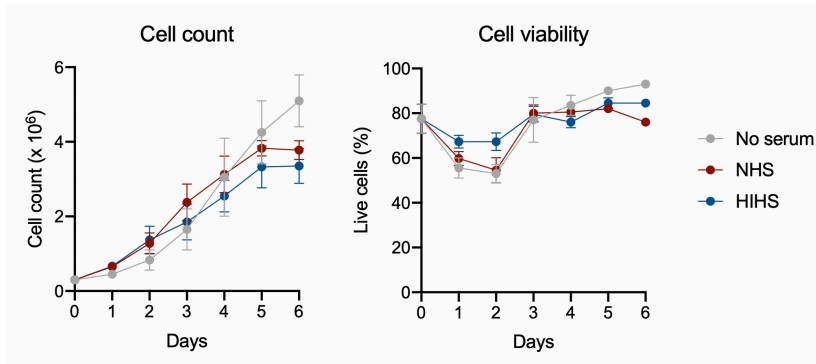 Cell count
Cell count (x 10⁶)
6
4
2
0
0 1 2 3 4 5 6
Days
Cell viability
Live cells (%)
100
80
60
40
20
0
0 1 2 3 4 5 6
Days
No serum
NHS
HIHS